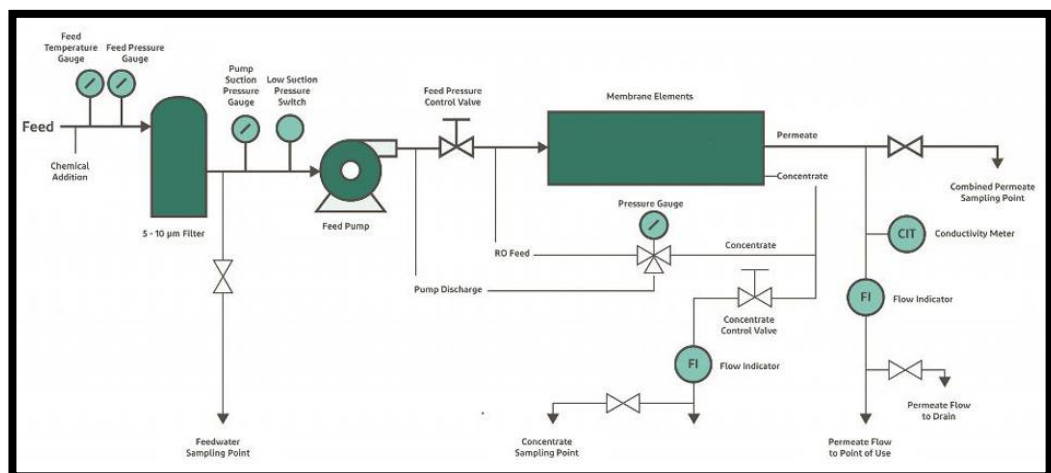 Feed
Temperature
Gauge
Feed Pressure
Gauge
Pump
Suction
Pressure
Gauge
Low Suction
Pressure
Switch
Feed Pressure
Control Valve
Membrane Elements
Feed
Permeate
Chemical
Addition
Concentrate
Combined Permeate
Sampling Point
Pressure Gauge
Feed Pump
5 - 10 µm Filter
CIT
Conductivity Meter
Concentrate
RO Feed
Pump Discharge
FI
Flow Indicator
Concentrate
Control Valve
FI
Flow Indicator
Permeate Flow
to Drain
Feedwater
Sampling Point
Concentrate
Sampling Point
Permeate Flow
to Point of Use